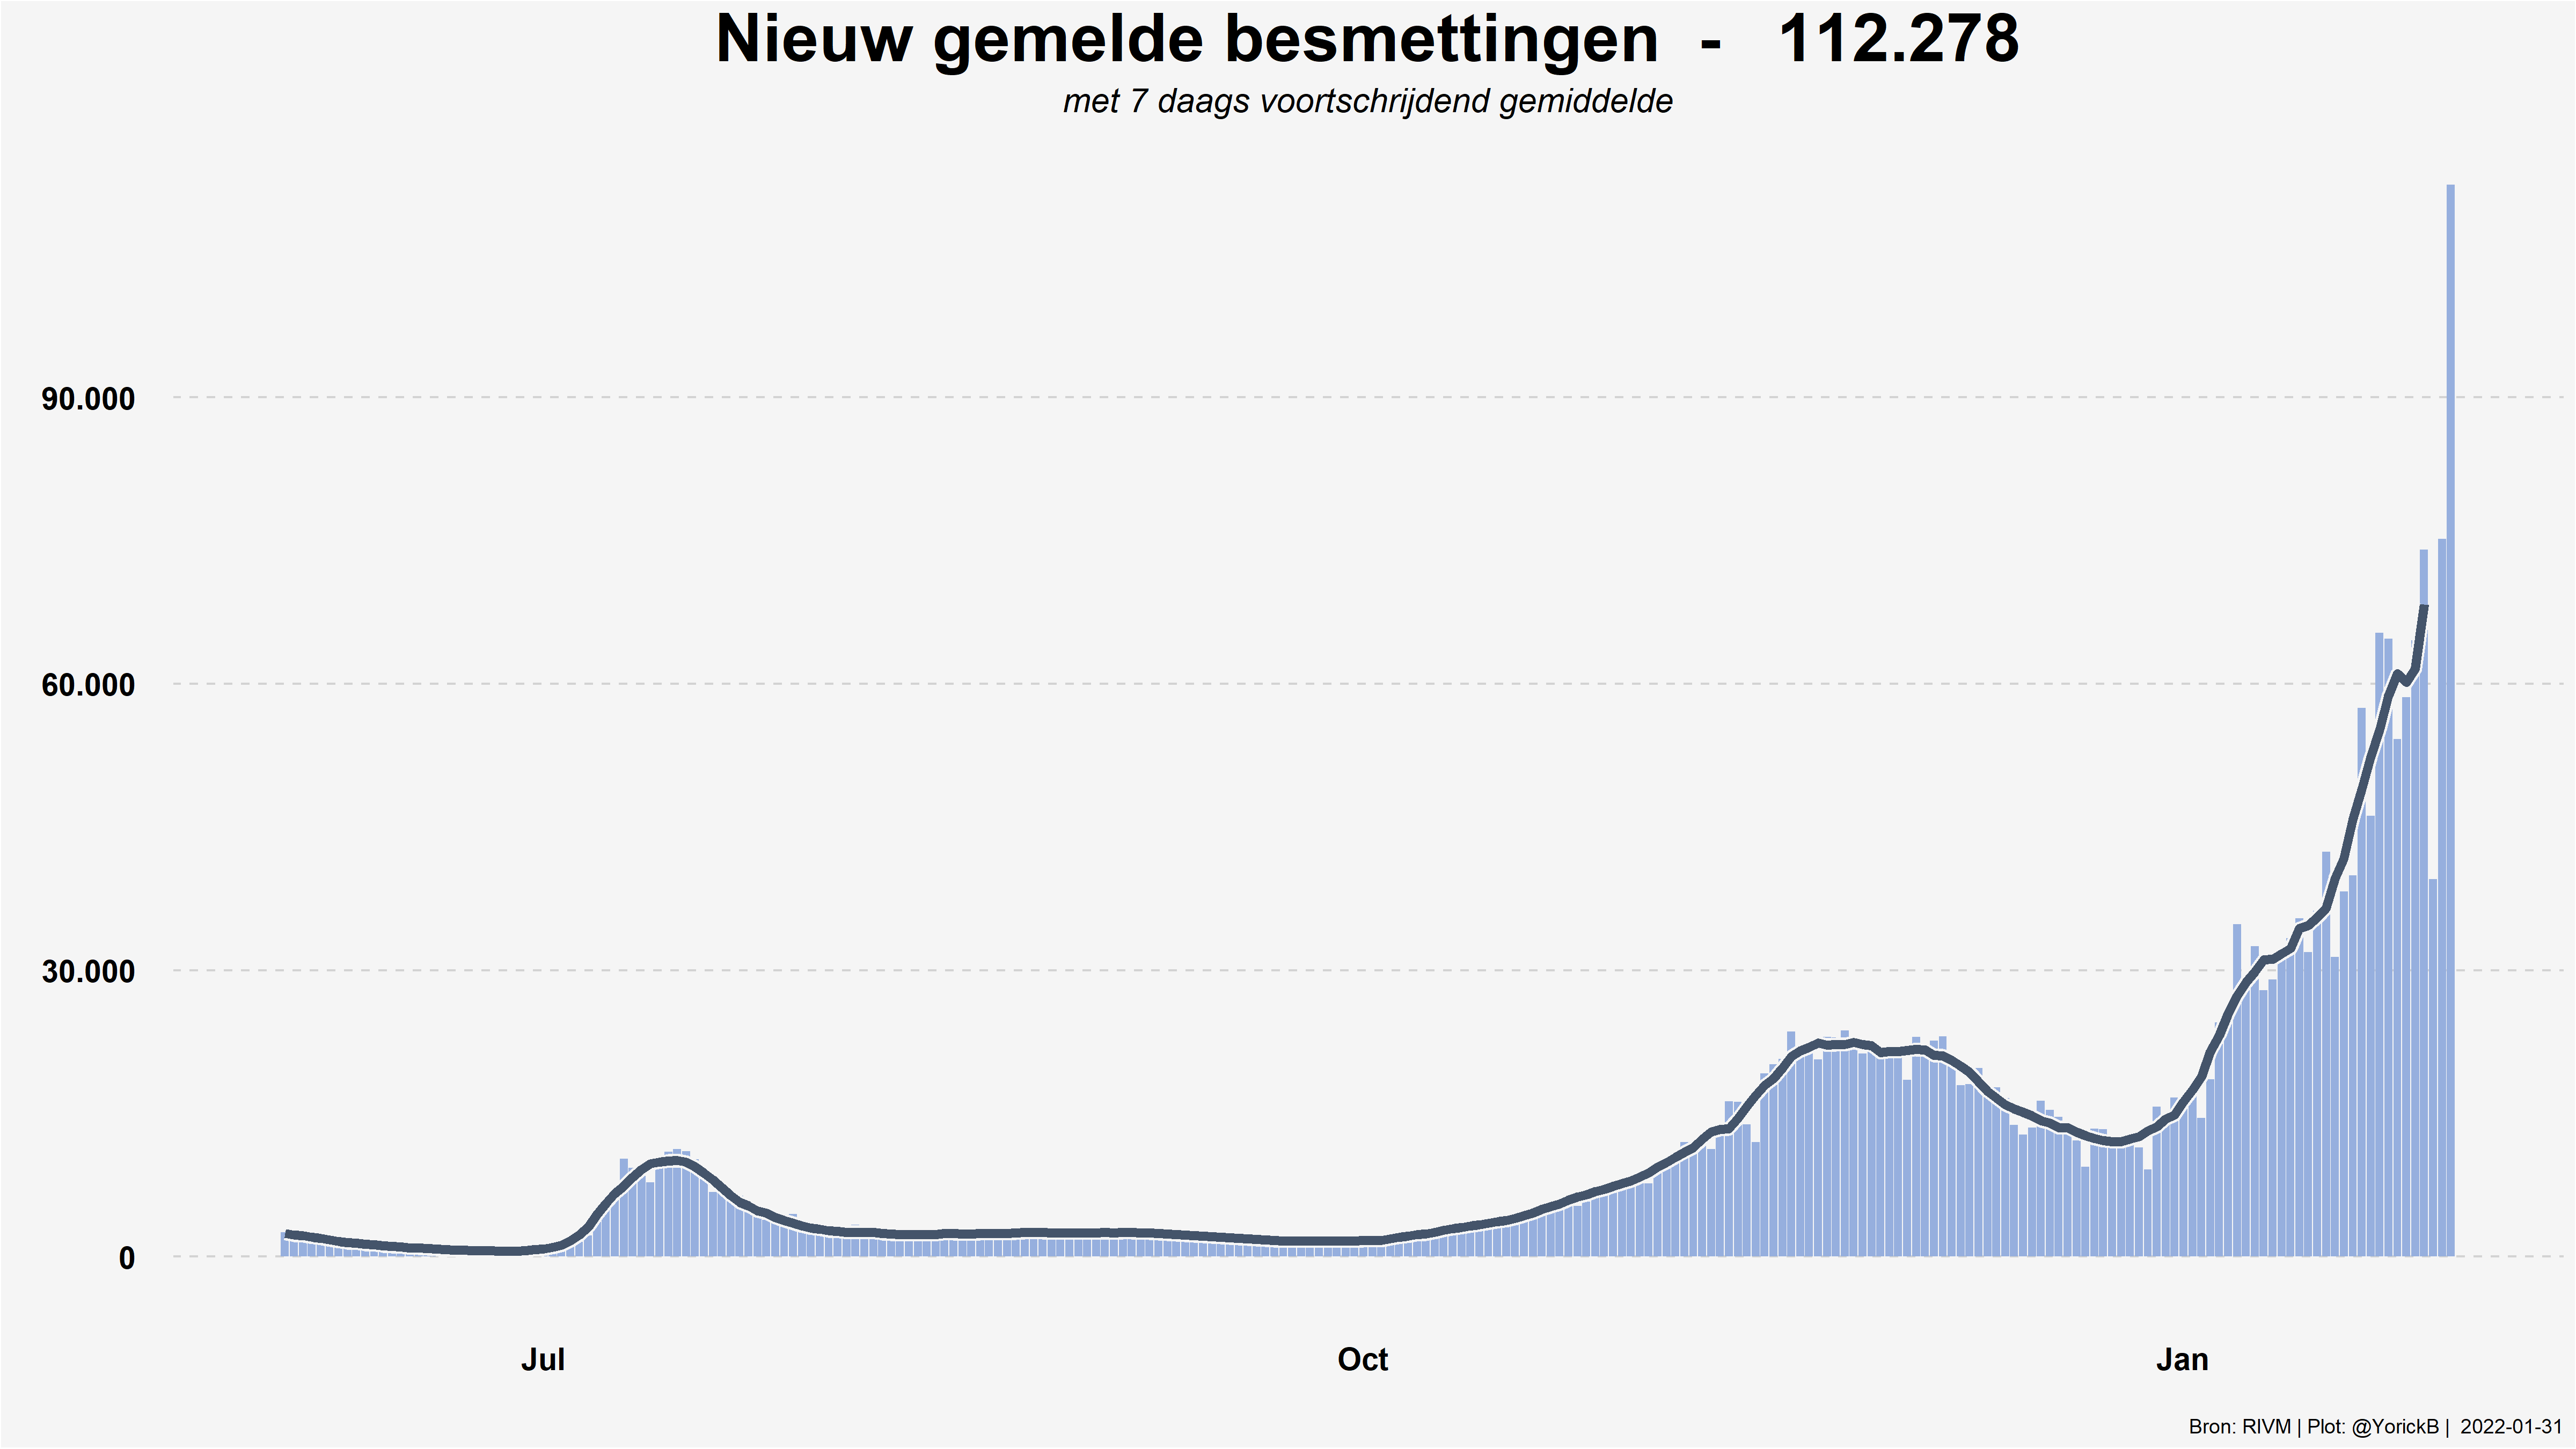 Nieuw gemelde besmettingen - 112.278
met 7 daags voortschrijdend gemiddelde
90.000
60.000
30.000
0
Jul Oct Jan
Bron: RIVM | Plot: @YorickB | 2022-01-31